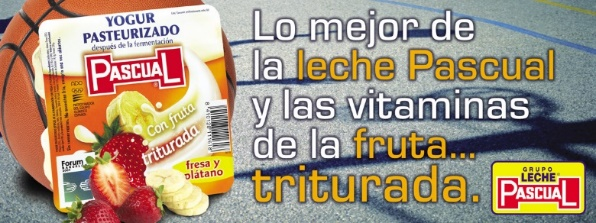 YOGUR
PASTEURIZADO
después de la fermentación
PASCUAL
Con fruta
triturada
fresa y
plátano
Forum
Lo mejor de
la leche Pascual
y las vitaminas
de la fruta...
triturada.
GRUPO
LECHE
PASCUAL